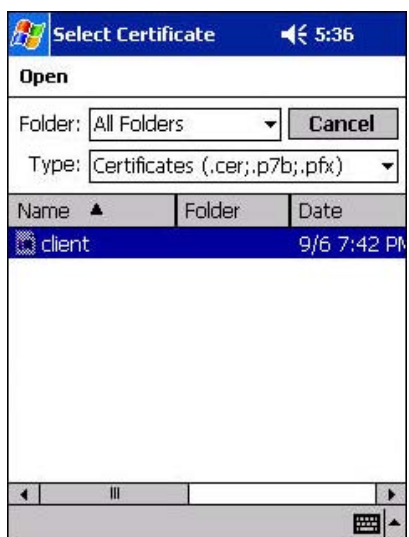 Select Certificate 5:36
Open
Folder: All Folders Cancel
Type: Certificates (.cer;.p7b;.pfx)
Name Folder Date
client 9/6 7:42 PM